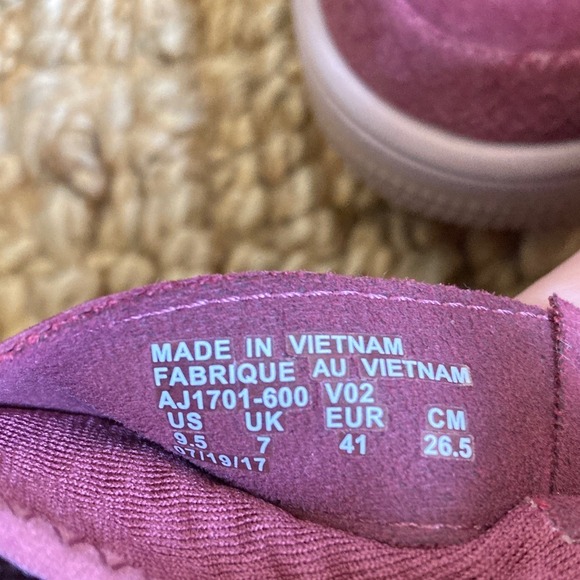 MADE IN VIETNAM
FABRIQUE AU VIETNAM
AJ1701-600 V02
US UK EUR CM
9.5 7 41 26.5
07/19/17